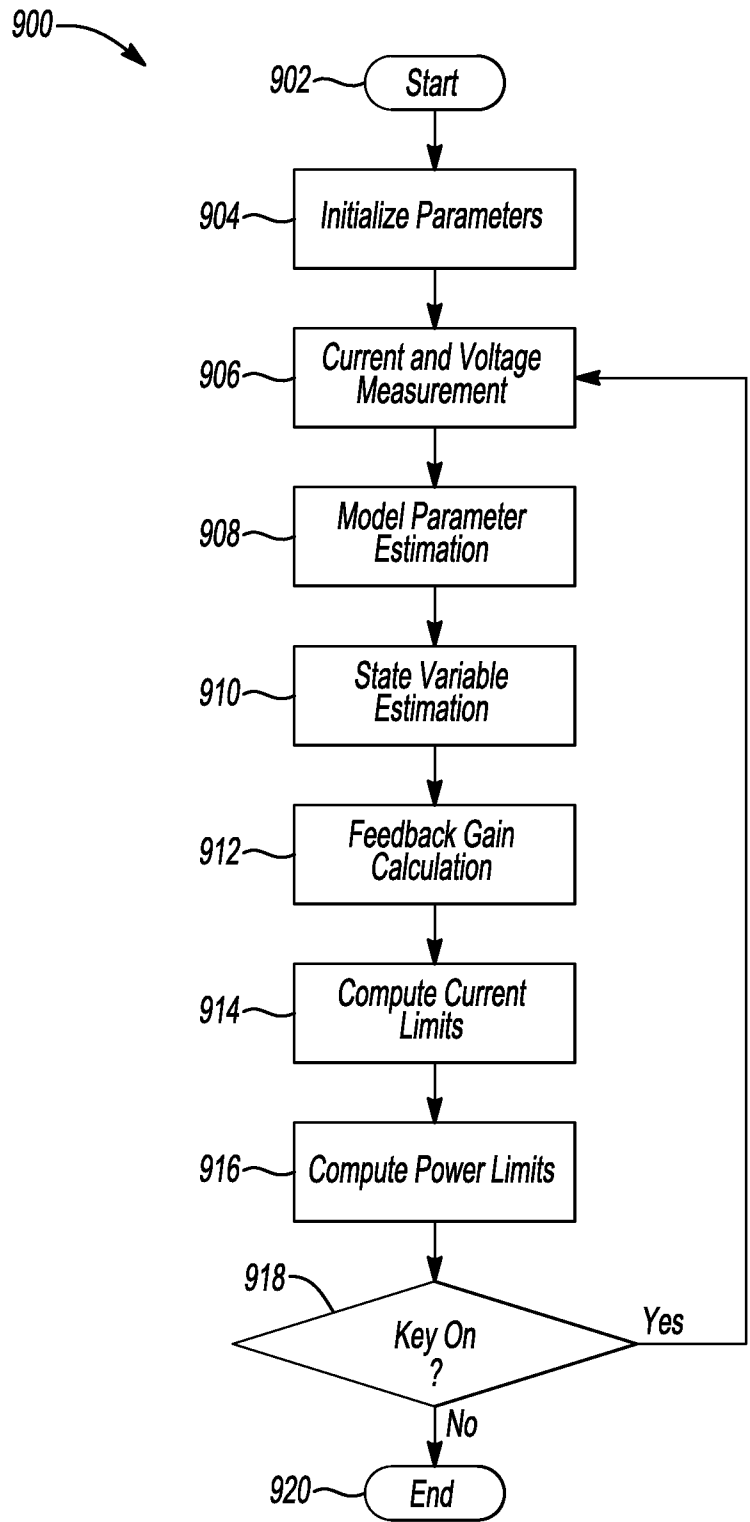 900
902
Start
904
Initialize Parameters
906
Current and Voltage
Measurement
908
Model Parameter
Estimation
910
State Variable
Estimation
912
Feedback Gain
Calculation
914
Compute Current
Limits
916
Compute Power Limits
918
Key On
?
Yes
No
920
End